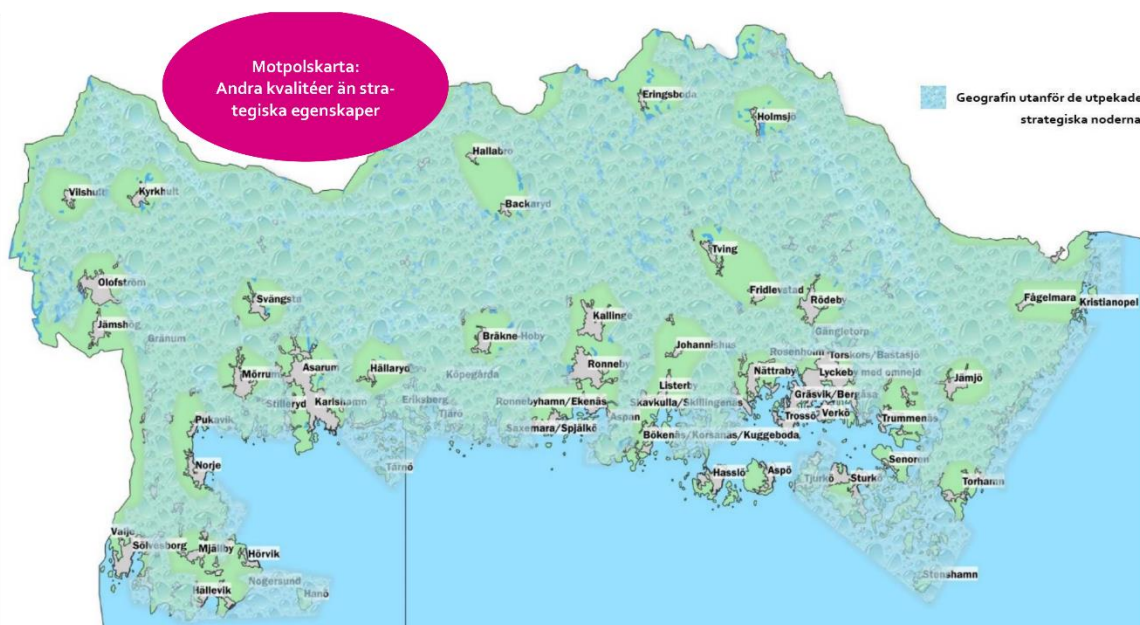 Motpolskarta:
Andra kvalitéer än stra-
tegiska egenskaper
Geografin utanför de utpekade
strategiska noderna
Eringsboda
Holmsjö
Hallabro
Vilshult
Kyrkhult
Backaryd
Tving
Olofström
Fridlevstad
Rödeby
Svängsta
Fågelmara
Kristianopel
Kallinge
Jämshög
Gränum
Gängletorp
Bräkne-Hoby
Johannishus
Rosenholm
Torskors/Bastasjö
Mörrum
Asarum
Hällaryd
Köpegårda
Ronneby
Nättraby
Lyckeby med omnejd
Jämjö
Listerby
Stilleryd
Karlshamn
Eriksberg
Tjärö
Ronnebyhamn/Ekenäs
Skavkulla/Skillingenäs
Gräsvik/Bergåsa
Pukavik
Saxemara/Spjälkö
Aspan
Trossö
Verkö
Trummenäs
Bökenäs/Korsanäs/Kuggeboda
Norje
Tärnö
Hasslö
Aspö
Tjurkö
Sturkö
Senoren
Torhamn
Valje
Sölvesborg
Mjällby
Hörvik
Nogersund
Hällevik
Hanö
Stenshamn